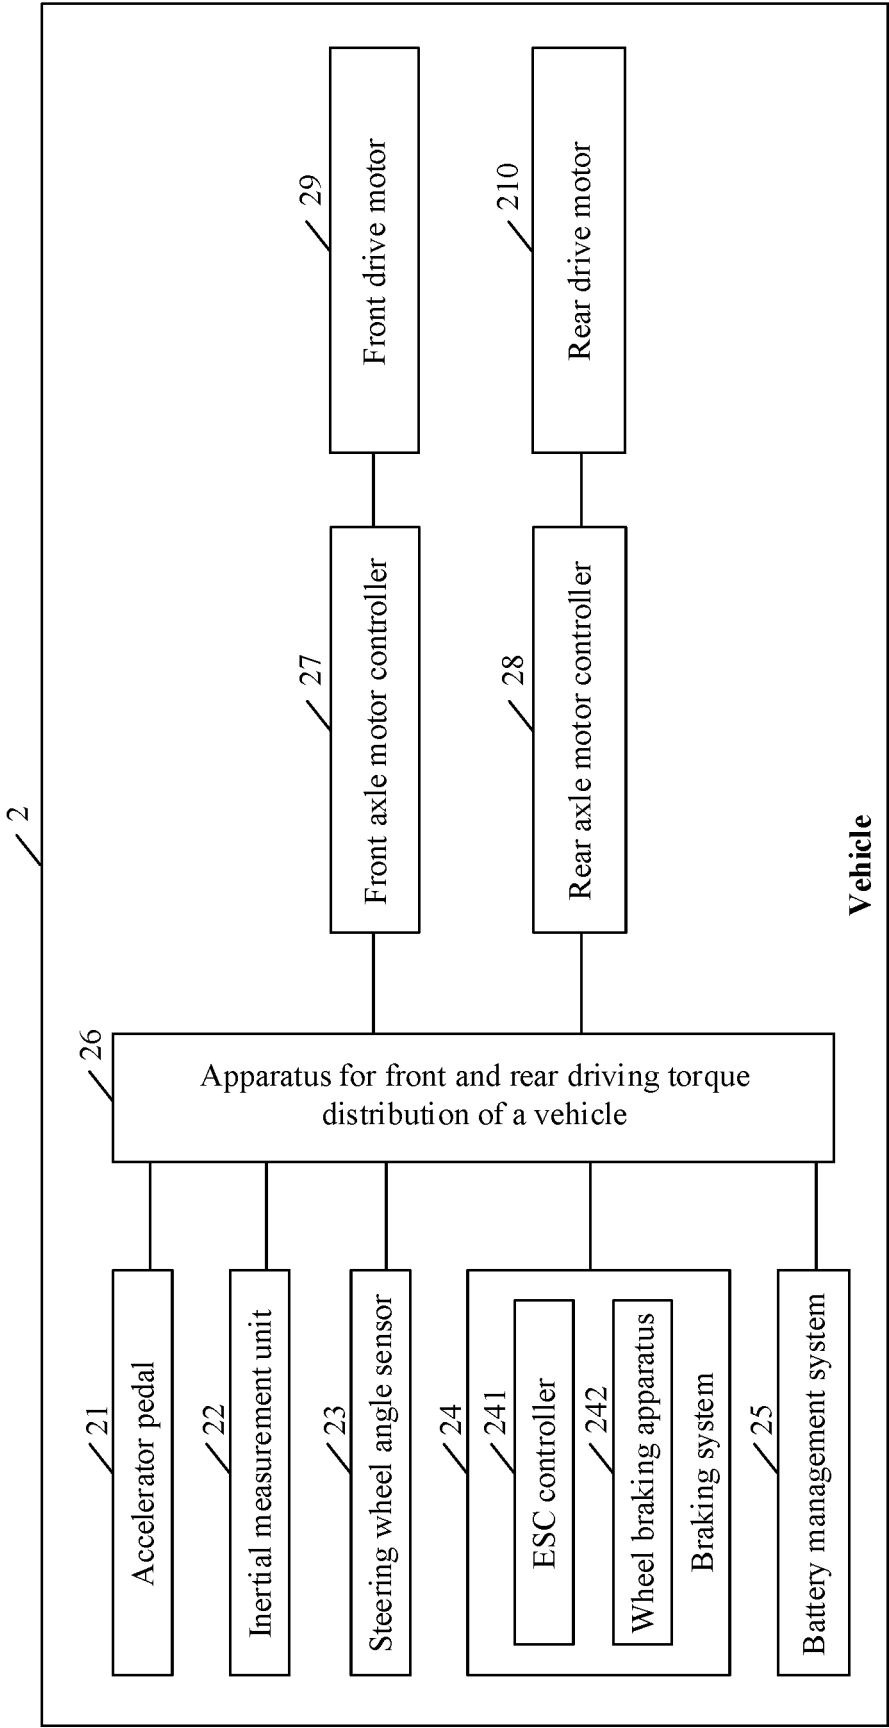 2
21
Accelerator pedal
22
Inertial measurement unit
23
Steering wheel angle sensor
24
241
ESC controller
242
Wheel braking apparatus
Braking system
25
Battery management system
26
Apparatus for front and rear driving torque
distribution of a vehicle
27
Front axle motor controller
28
Rear axle motor controller
29
Front drive motor
210
Rear drive motor
Vehicle